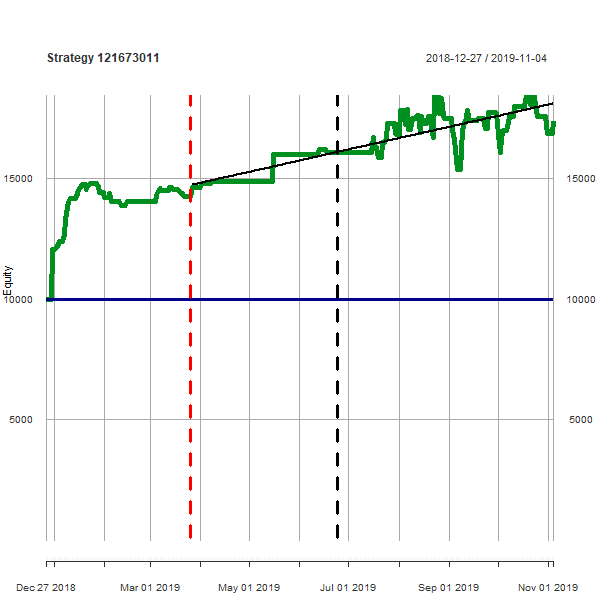 Strategy 121673011 2018-12-27 / 2019-11-04
15000 15000
Equity
10000 10000
5000 5000
Dec 27 2018 Mar 01 2019 May 01 2019 Jul 01 2019 Sep 01 2019 Nov 01 2019